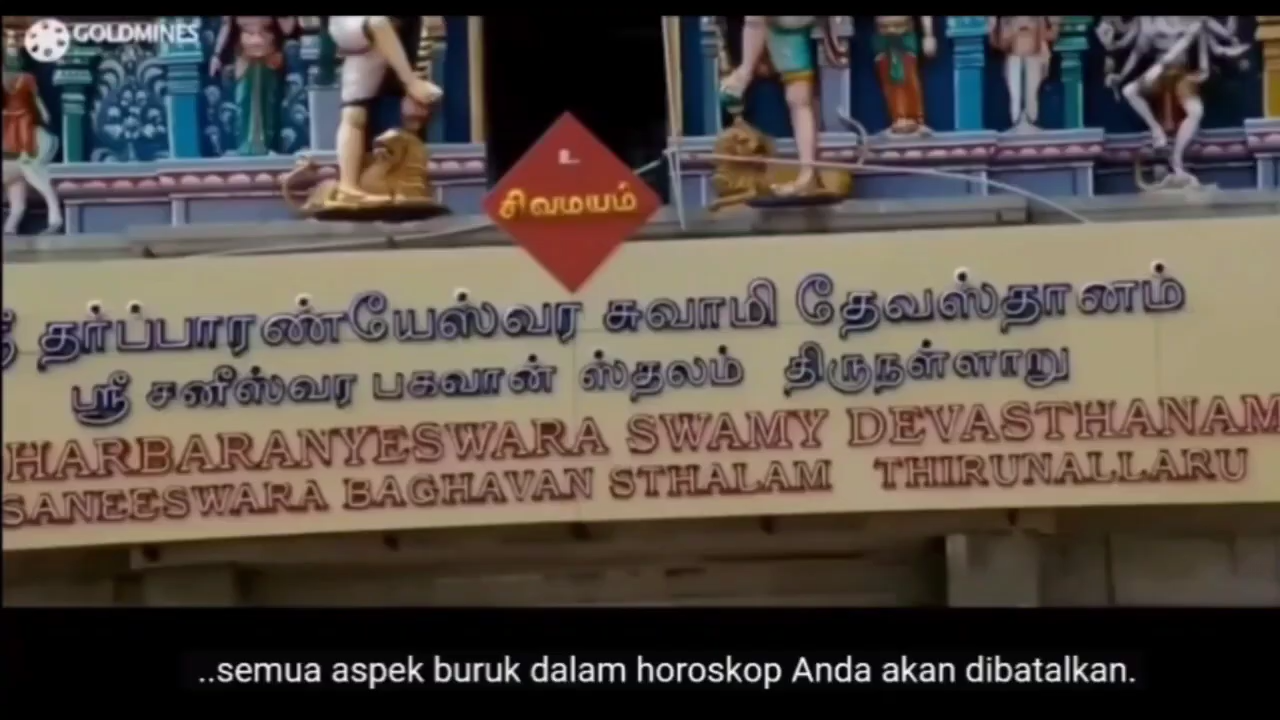 GOLDMINES
உ
சிவமயம்
ஸ்ரீ தர்ப்பாரண்யேஸ்வர சுவாமி தேவஸ்தானம்
ஸ்ரீ சனீஸ்வர பகவான் ஸ்தலம் திருநள்ளாறு
HARBARANYESWARA SWAMY DEVASTHANAM
SANEESWARA BAGHAVAN STHALAM THIRUNALLARU
..semua aspek buruk dalam horoskop Anda akan dibatalkan.